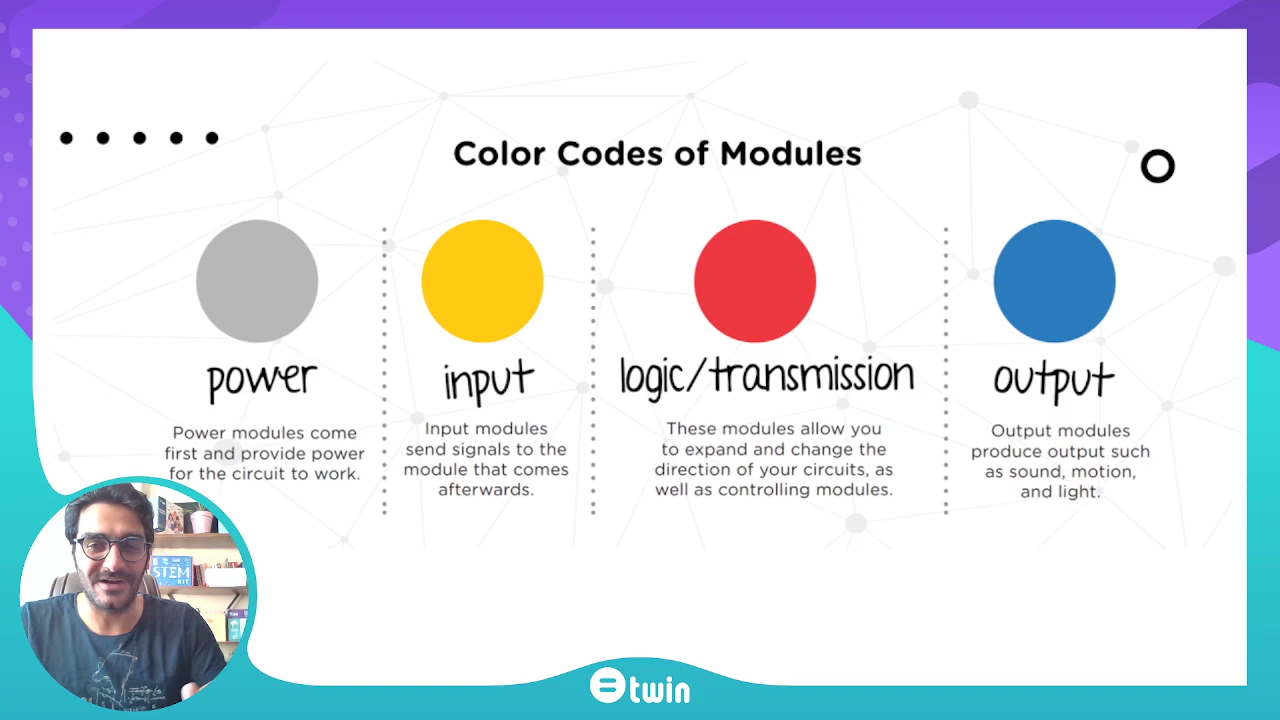 Color Codes of Modules
power
Power modules come
first and provide power
for the circuit to work.
input
Input modules
send signals to the
module that comes
afterwards.
logic/transmission
These modules allow you
to expand and change the
direction of your circuits, as
well as controlling modules.
output
Output modules
produce output such
as sound, motion,
and light.
STEM
KIT
twin